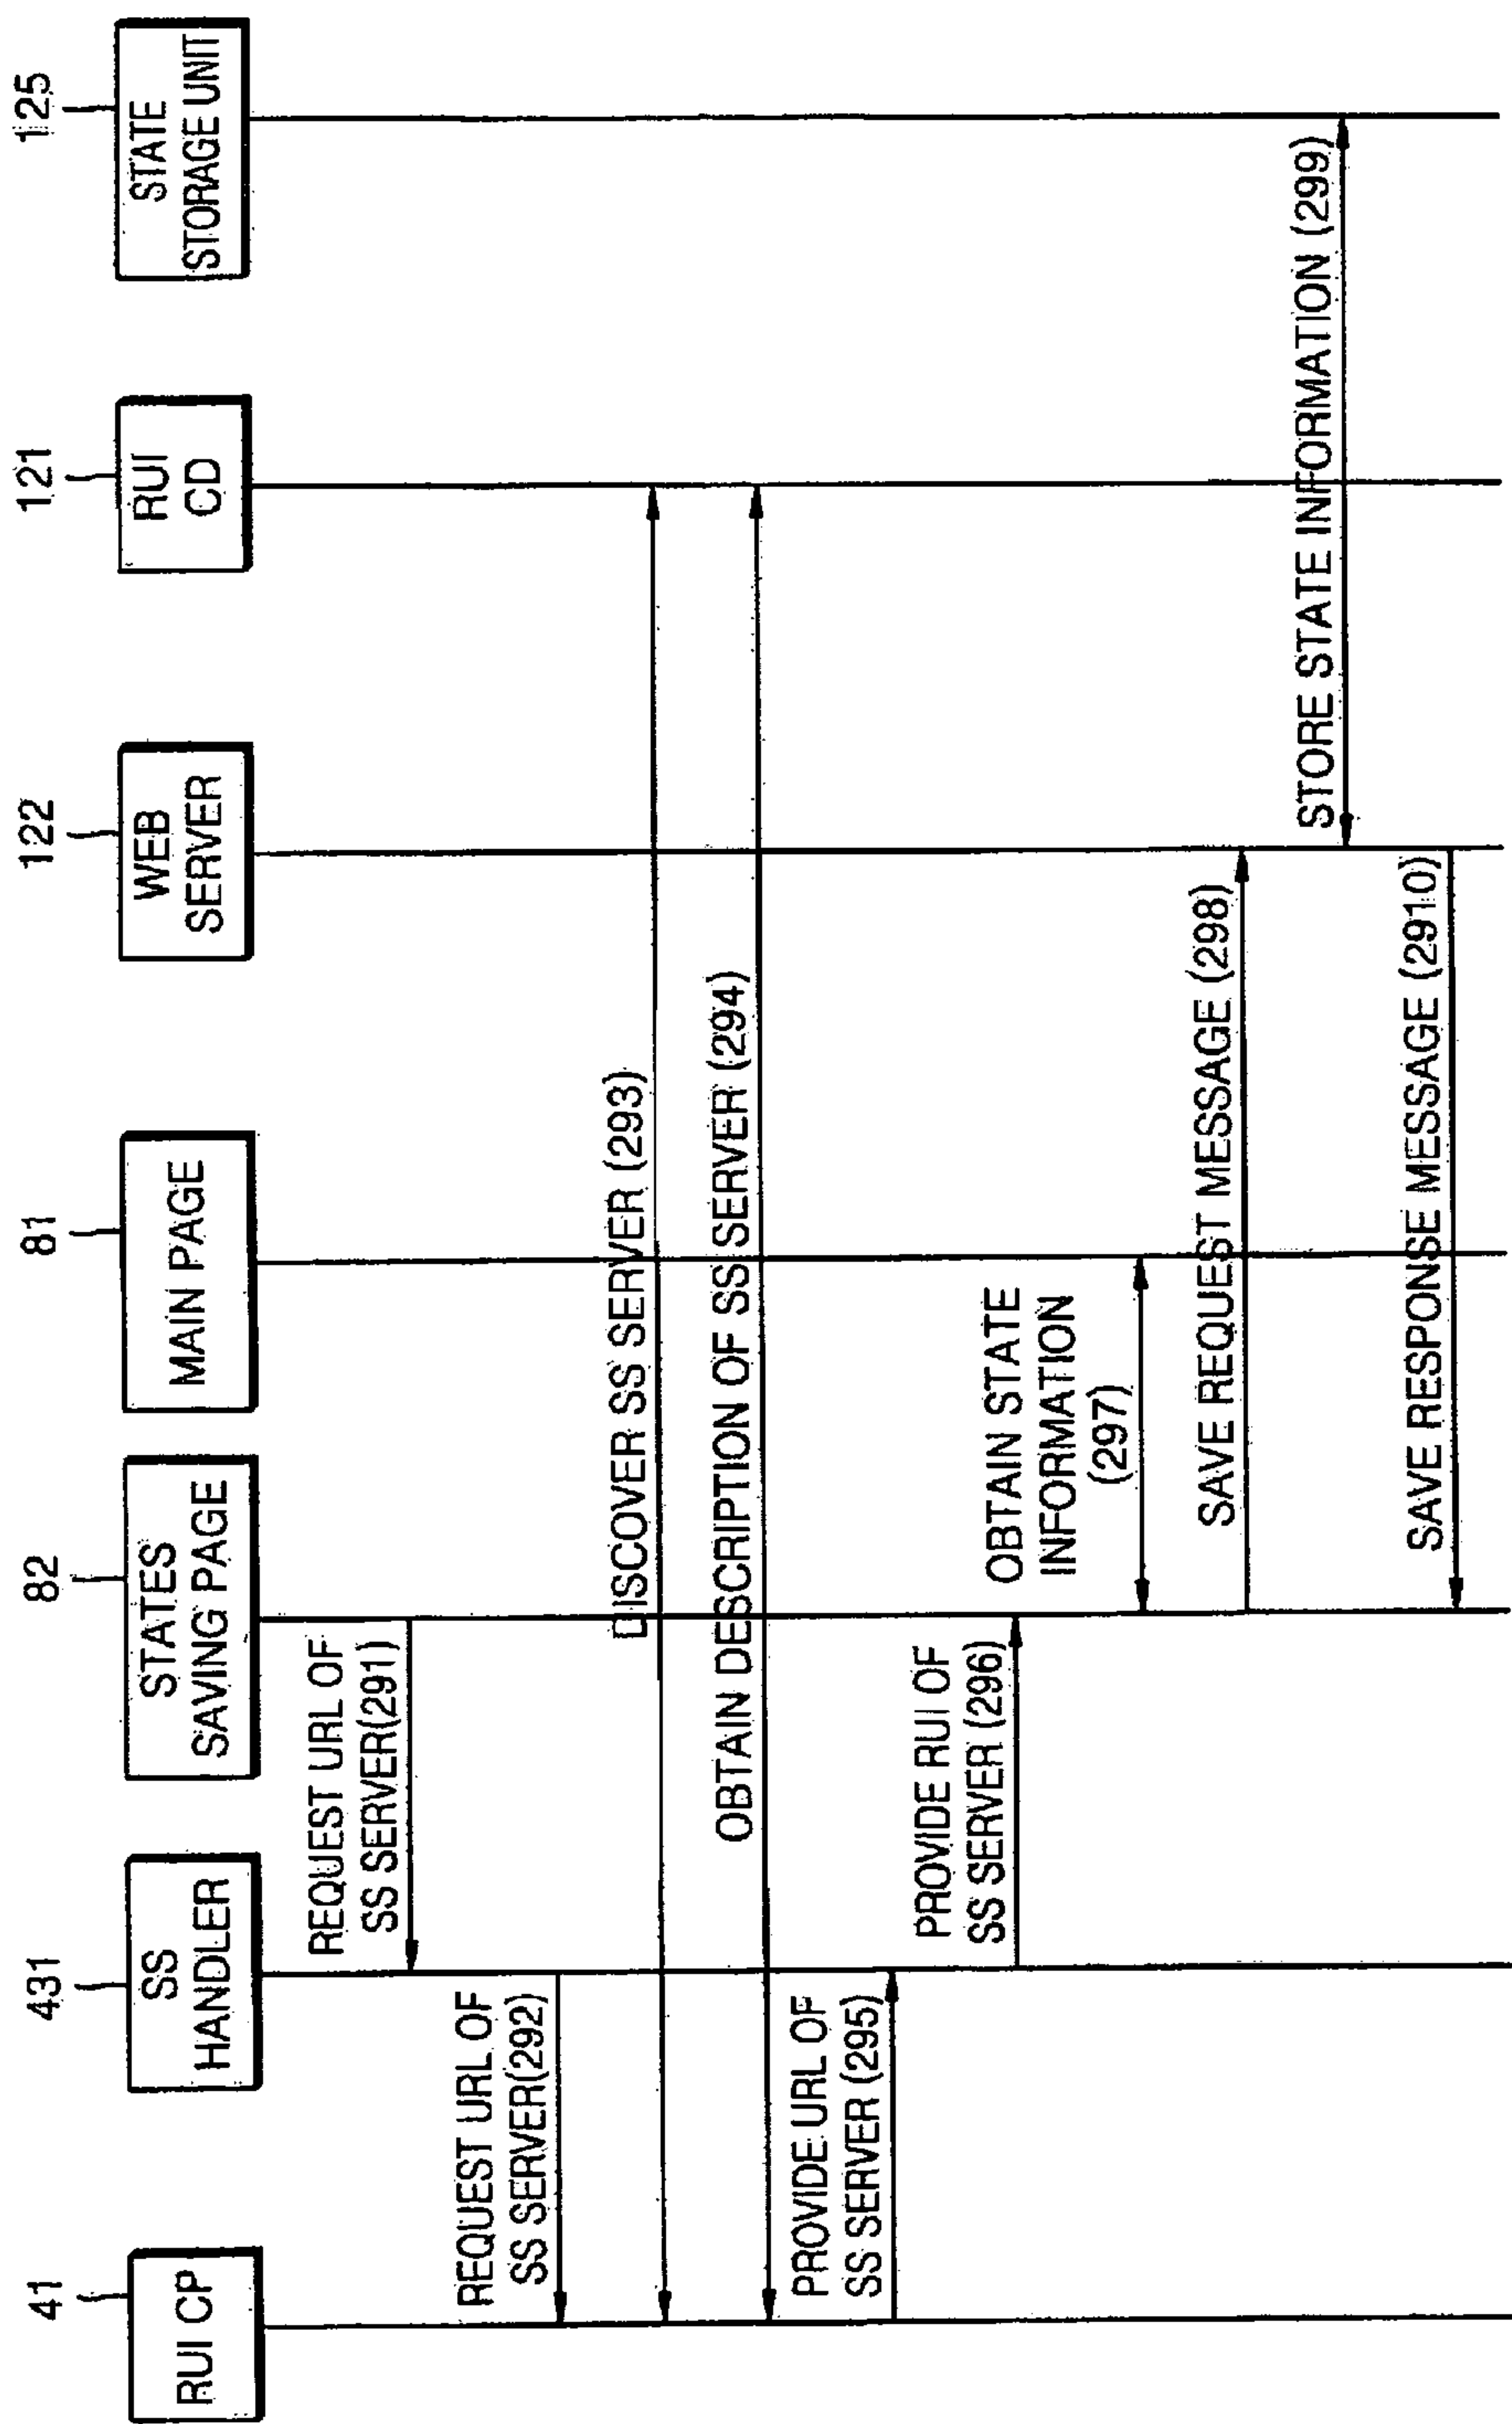 41
431
82
81
122
121
125
RUI CP
SS
HANDLER
STATES
SAVING PAGE
MAIN PAGE
WEB
SERVER
RUI
CD
STATE
STORAGE UNIT
REQUEST URL OF
SS SERVER(291)
REQUEST URL OF
SS SERVER(292)
DISCOVER SS SERVER (293)
OBTAIN DESCRIPTION OF SS SERVER (294)
PROVIDE URL OF
SS SERVER (295)
PROVIDE RUI OF
SS SERVER (296)
OBTAIN STATE
INFORMATION
(297)
SAVE REQUEST MESSAGE (298)
STORE STATE INFORMATION (299)
SAVE RESPONSE MESSAGE (2910)